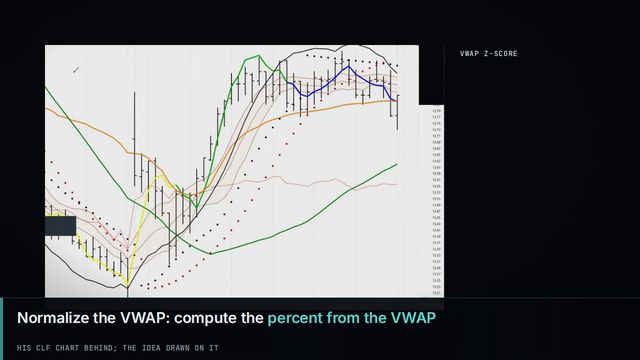 VWAP Z-SCORE
Normalize the VWAP: compute the percent from the VWAP
HIS CLF CHART BEHIND; THE IDEA DRAWN ON IT